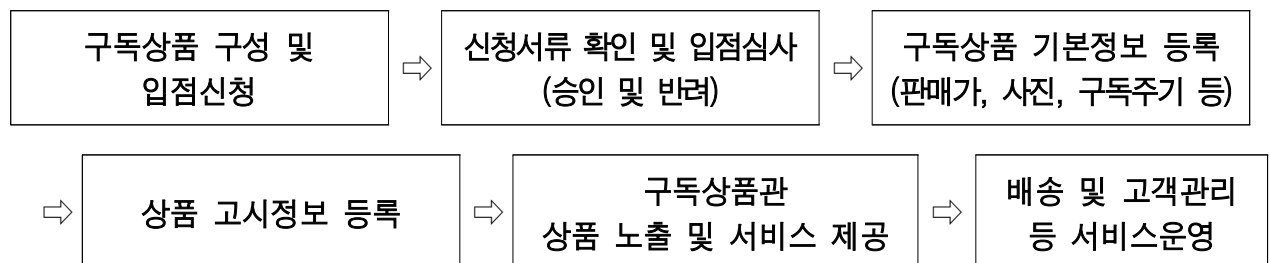 구독상품 구성 및
입점신청
⇨
신청서류 확인 및 입점심사
(승인 및 반려)
⇨
구독상품 기본정보 등록
(판매가, 사진, 구독주기 등)
⇨
상품 고시정보 등록
⇨
구독상품관
상품 노출 및 서비스 제공
⇨
배송 및 고객관리
등 서비스운영